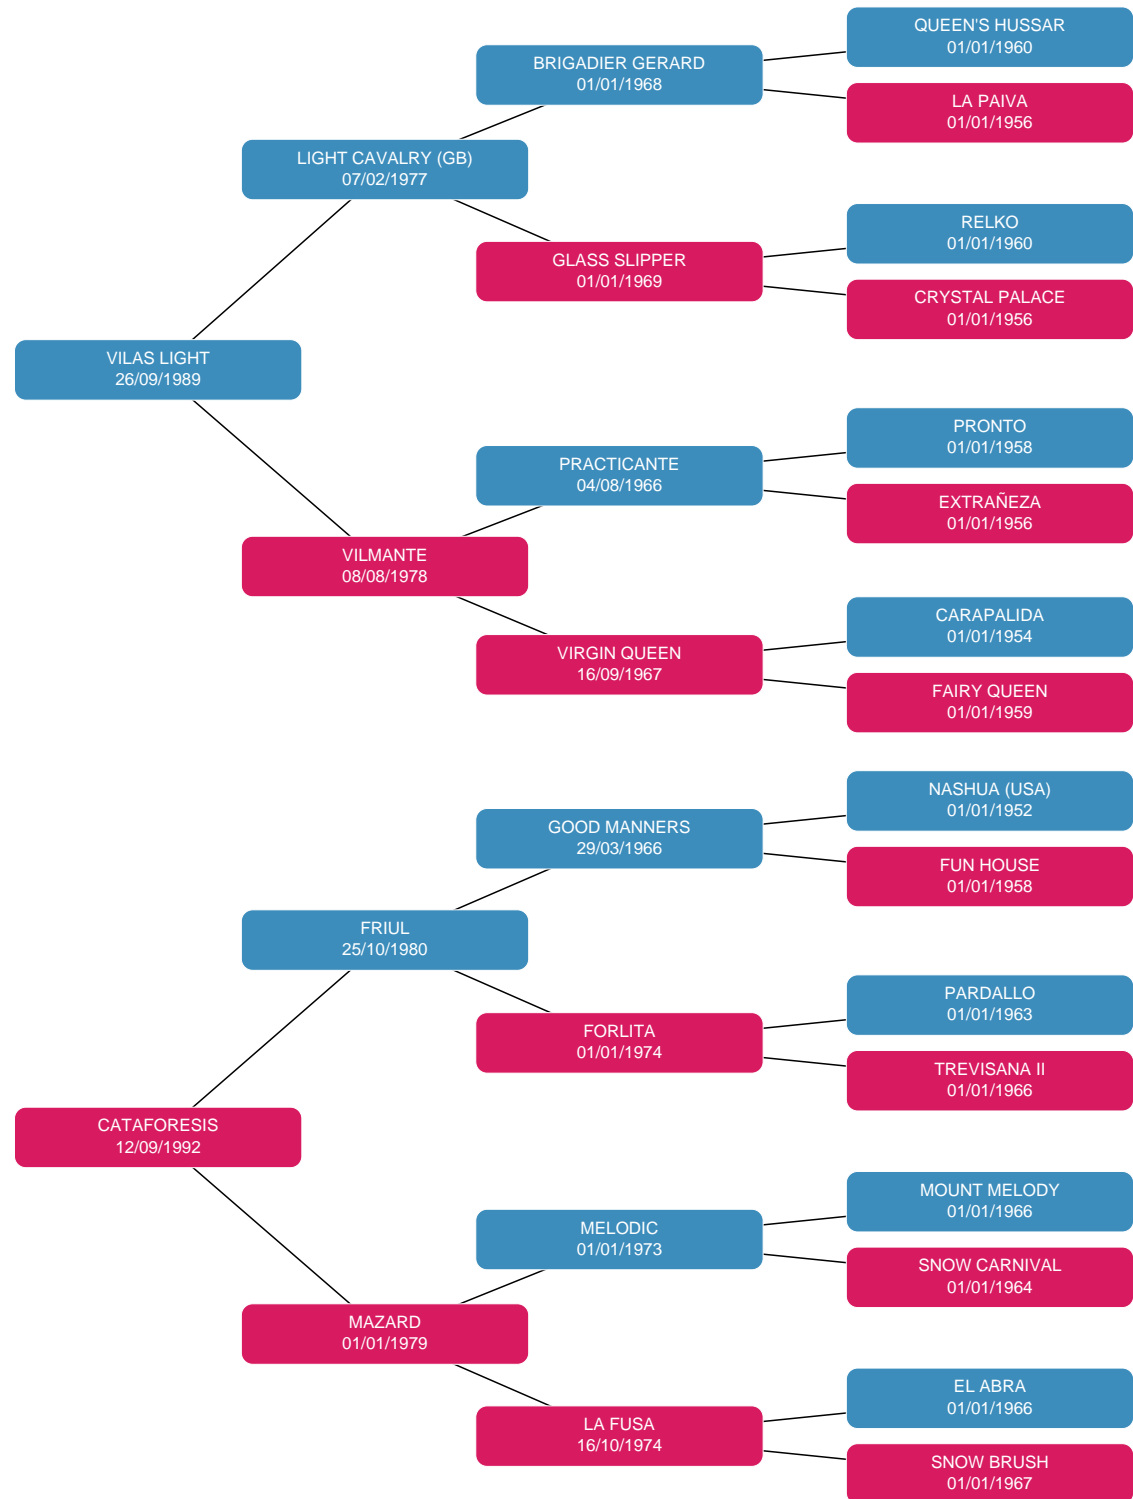 QUEEN'S HUSSAR
01/01/1960
BRIGADIER GERARD
01/01/1968
LA PAIVA
01/01/1956
LIGHT CAVALRY (GB)
07/02/1977
RELKO
01/01/1960
GLASS SLIPPER
01/01/1969
CRYSTAL PALACE
01/01/1956
VILAS LIGHT
26/09/1989
PRONTO
01/01/1958
PRACTICANTE
04/08/1966
EXTRAÑEZA
01/01/1956
VILMANTE
08/08/1978
CARAPALIDA
01/01/1954
VIRGIN QUEEN
16/09/1967
FAIRY QUEEN
01/01/1959
NASHUA (USA)
01/01/1952
GOOD MANNERS
29/03/1966
FUN HOUSE
01/01/1958
FRIUL
25/10/1980
PARDALLO
01/01/1963
FORLITA
01/01/1974
TREVISANA II
01/01/1966
CATAFORESIS
12/09/1992
MOUNT MELODY
01/01/1966
MELODIC
01/01/1973
SNOW CARNIVAL
01/01/1964
MAZARD
01/01/1979
EL ABRA
01/01/1966
LA FUSA
16/10/1974
SNOW BRUSH
01/01/1967